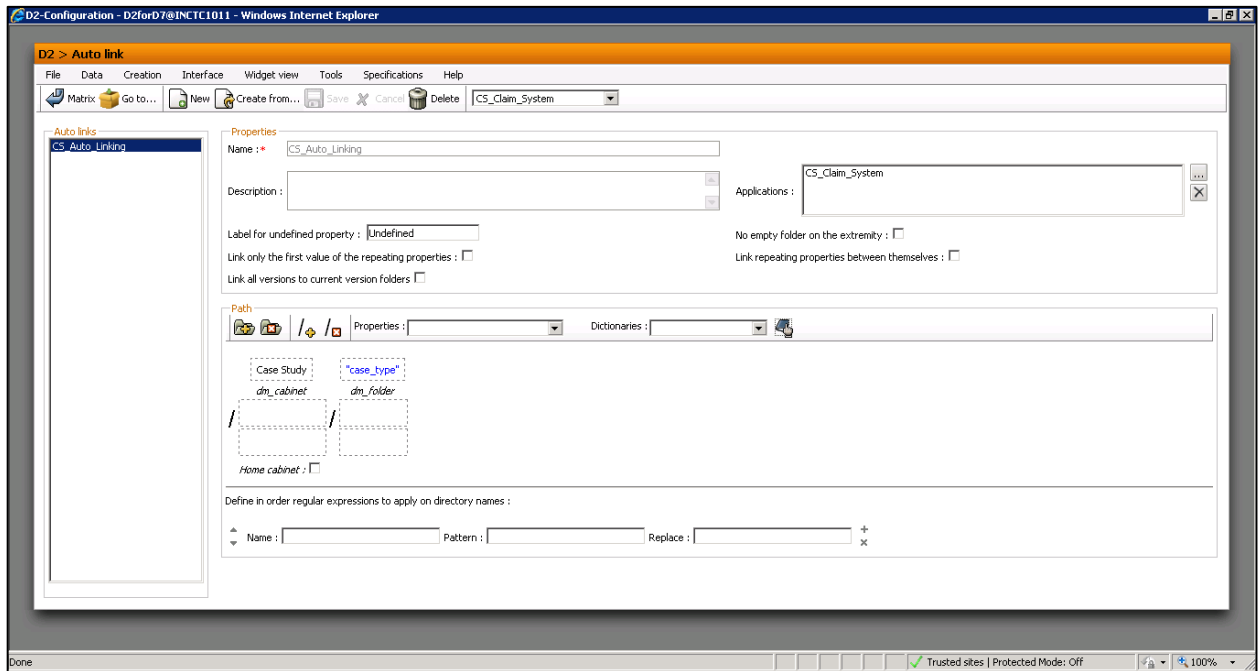 D2-Configuration - D2forD7@INCTC1011 - Windows Internet Explorer
D2 > Auto link
File Data Creation Interface Widget view Tools Specifications Help
Matrix Go to... New Create from... Save Cancel Delete CS_Claim_System
Auto links
CS_Auto_Linking
Properties
Name :* CS_Auto_Linking
Description :
Applications : CS_Claim_System
...
Label for undefined property : Undefined
No empty folder on the extremity :
Link only the first value of the repeating properties :
Link repeating properties between themselves :
Link all versions to current version folders
Path
Properties : Dictionaries :
Case Study "case_type"
dm_cabinet dm_folder
/ /
Home cabinet :
Define in order regular expressions to apply on directory names :
Name : Pattern : Replace :
Done Trusted sites | Protected Mode: Off 100%